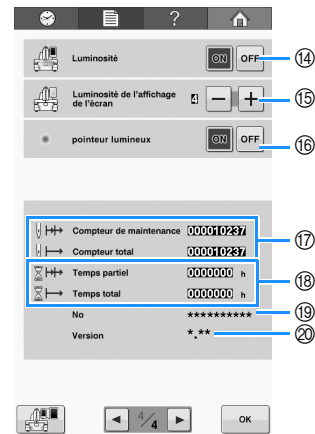 ?
Luminosité ON OFF ⑭
Luminosité de l'affichage
de l'écran 4 − + ⑮
pointeur lumineux ON OFF ⑯
Compteur de maintenance 000010237
Compteur total 000010237 ⑰
Temps partiel 0000000 h
Temps total 0000000 h ⑱
No ********** ⑲
Version *.** ⑳
4/4 OK